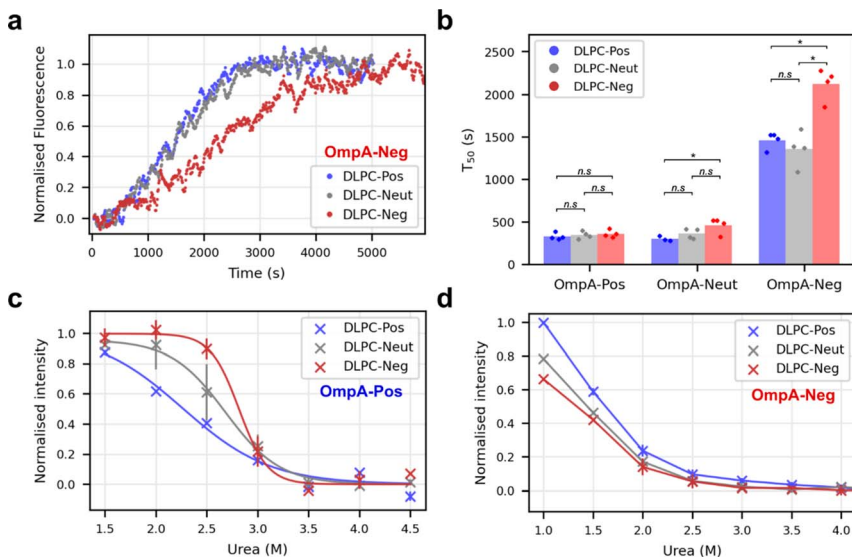 a
Normalised Fluorescence
1.0
0.8
0.6
0.4
0.2
0.0
OmpA-Neg
DLPC-Pos
DLPC-Neut
DLPC-Neg
0 1000 2000 3000 4000 5000
Time (s)
b
T50 (s)
2500
2000
1500
1000
500
0
DLPC-Pos
DLPC-Neut
DLPC-Neg
n.s
n.s
n.s
*
n.s
n.s
*
*
n.s
OmpA-Pos OmpA-Neut OmpA-Neg
c
Normalised intensity
1.0
0.8
0.6
0.4
0.2
0.0
DLPC-Pos
DLPC-Neut
DLPC-Neg
OmpA-Pos
1.5 2.0 2.5 3.0 3.5 4.0 4.5
Urea (M)
d
Normalised intensity
1.0
0.8
0.6
0.4
0.2
0.0
DLPC-Pos
DLPC-Neut
DLPC-Neg
OmpA-Neg
1.0 1.5 2.0 2.5 3.0 3.5 4.0
Urea (M)